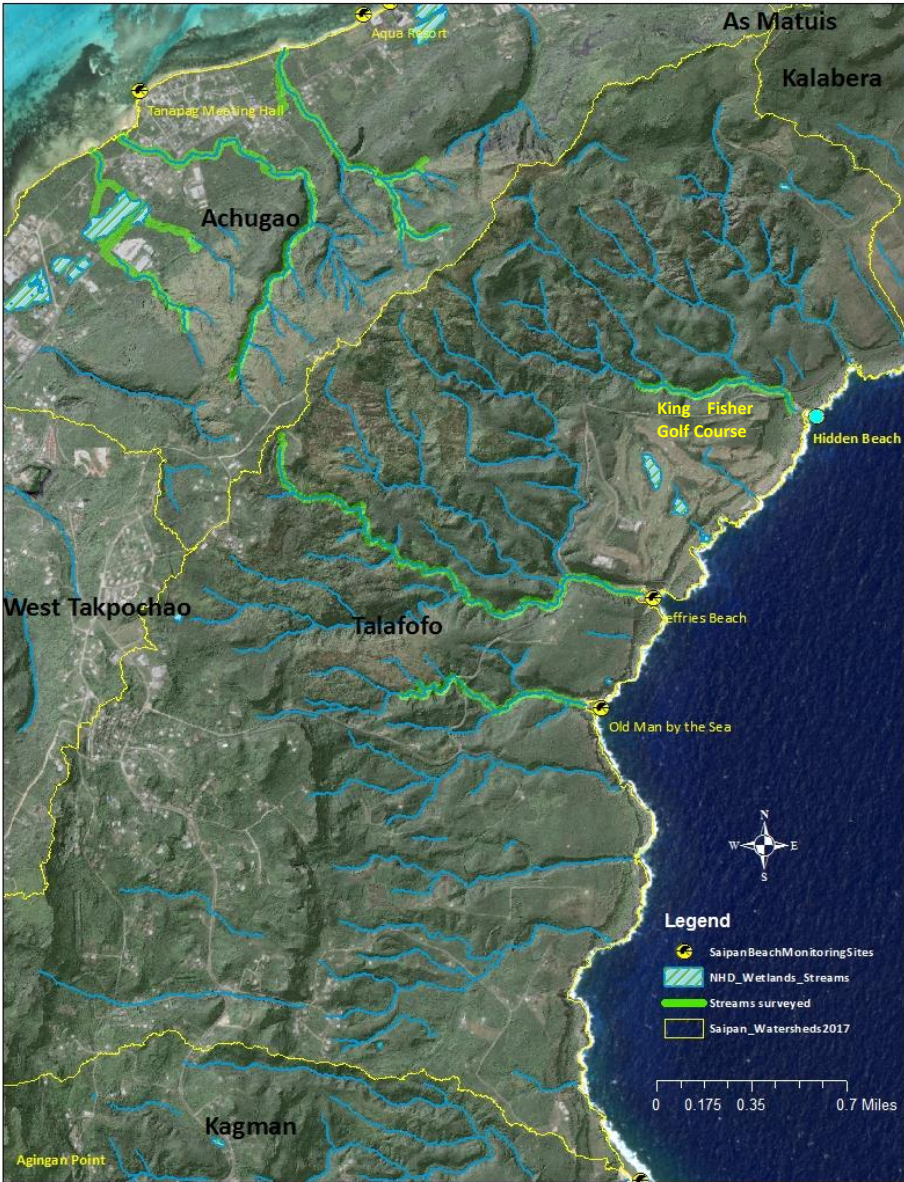 As Matuis
Aqua Resort
Kalabera
Tanapag Meeting Hall
Achugao
King Fisher
Golf Course
Hidden Beach
West Takpochao
Jeffries Beach
Talafofo
Old Man by the Sea
N
W
E
S
Legend
SaipanBeachMonitoringSites
NHD_Wetlands_Streams
Streams surveyed
Saipan_Watersheds2017
0 0.175 0.35 0.7 Miles
Kagman
Agingan Point